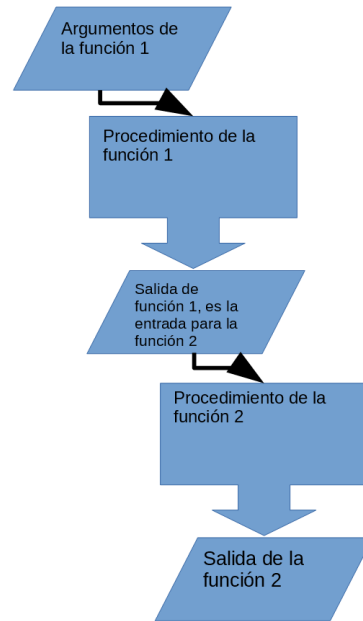 Argumentos de
la función 1
Procedimiento de la
función 1
Salida de
función 1, es la
entrada para la
función 2
Procedimiento de la
función 2
Salida de la
función 2